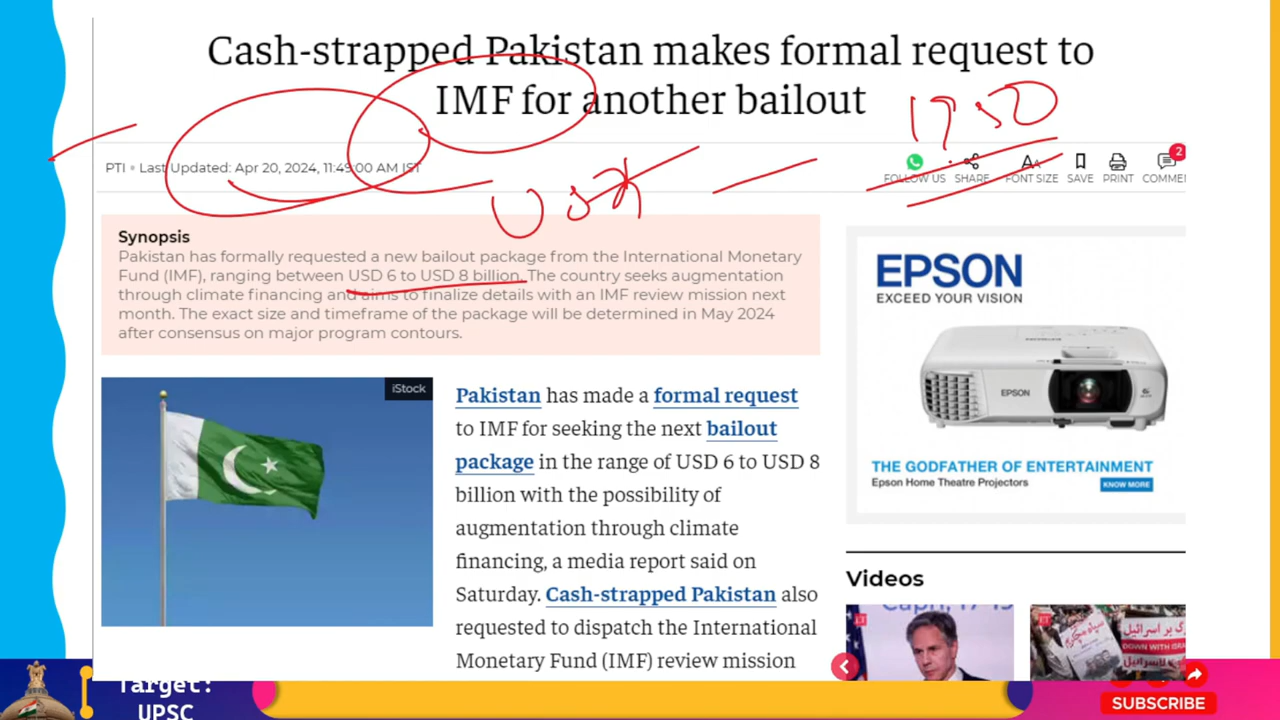 Cash-strapped Pakistan makes formal request to
IMF for another bailout
1950
PTI • Last Updated: Apr 20, 2024, 11:49:00 AM IST
FOLLOW US SHARE FONT SIZE SAVE PRINT COMME
2
USA
Synopsis
Pakistan has formally requested a new bailout package from the International Monetary
Fund (IMF), ranging between USD 6 to USD 8 billion. The country seeks augmentation
through climate financing and aims to finalize details with an IMF review mission next
month. The exact size and timeframe of the package will be determined in May 2024
after consensus on major program contours.
EPSON
EXCEED YOUR VISION
EPSON
THE GODFATHER OF ENTERTAINMENT
Epson Home Theatre Projectors
KNOW MORE
iStock
Pakistan has made a formal request
to IMF for seeking the next bailout
package in the range of USD 6 to USD 8
billion with the possibility of
augmentation through climate
financing, a media report said on
Saturday. Cash-strapped Pakistan also
requested to dispatch the International
Monetary Fund (IMF) review mission
Videos
ET
ET
DOWN WITH ISR
Target:
UPSC
SUBSCRIBE